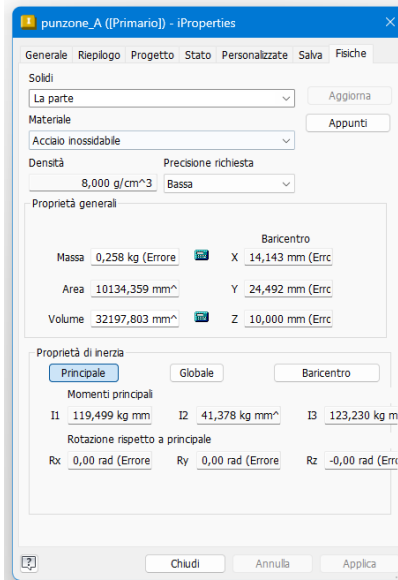 punzone_A ([Primario]) - iProperties
Generale Riepilogo Progetto Stato Personalizzate Salva Fisiche
Solidi
La parte Aggiorna
Materiale Appunti
Acciaio inossidabile
Densità Precisione richiesta
8,000 g/cm^3 Bassa
Proprietà generali
Baricentro
Massa 0,258 kg (Errore X 14,143 mm (Errc
Area 10134,359 mm^ Y 24,492 mm (Errc
Volume 32197,803 mm^ Z 10,000 mm (Errc
Proprietà di inerzia
Principale Globale Baricentro
Momenti principali
I1 119,499 kg mm I2 41,378 kg mm^ I3 123,230 kg m
Rotazione rispetto a principale
Rx 0,00 rad (Errore Ry 0,00 rad (Errore Rz -0,00 rad (Errc
? Chiudi Annulla Applica